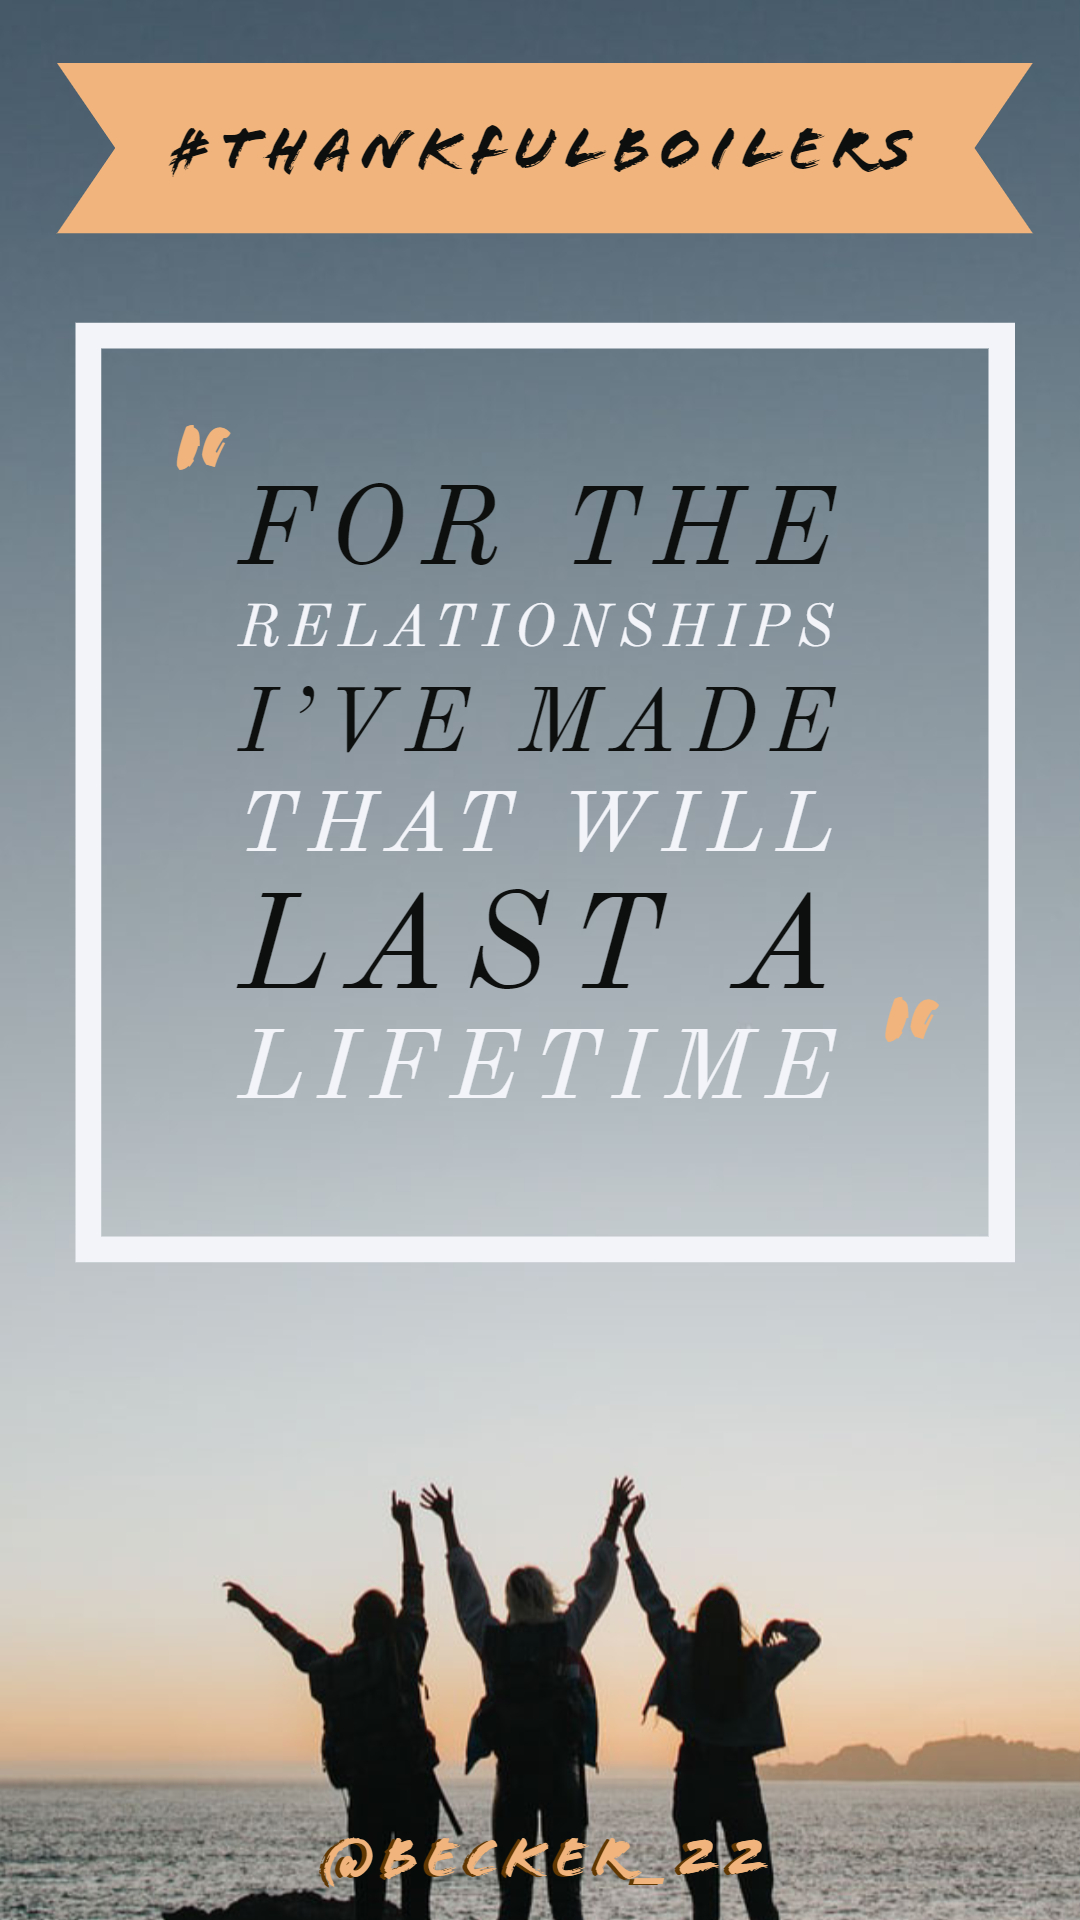 #THANKFULBOILERS
"FOR THE
RELATIONSHIPS
I'VE MADE
THAT WILL
LAST A
LIFETIME"
@BECKER_22